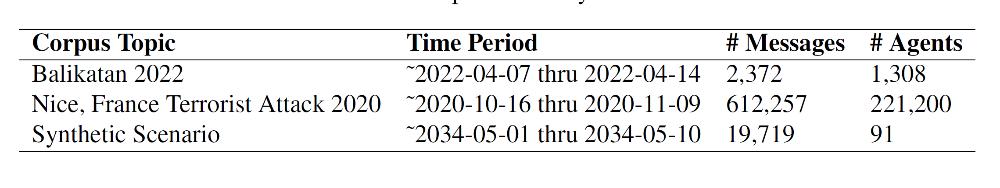 Corpus Topic Time Period # Messages # Agents
Balikatan 2022 ~2022-04-07 thru 2022-04-14 2,372 1,308
Nice, France Terrorist Attack 2020 ~2020-10-16 thru 2020-11-09 612,257 221,200
Synthetic Scenario ~2034-05-01 thru 2034-05-10 19,719 91